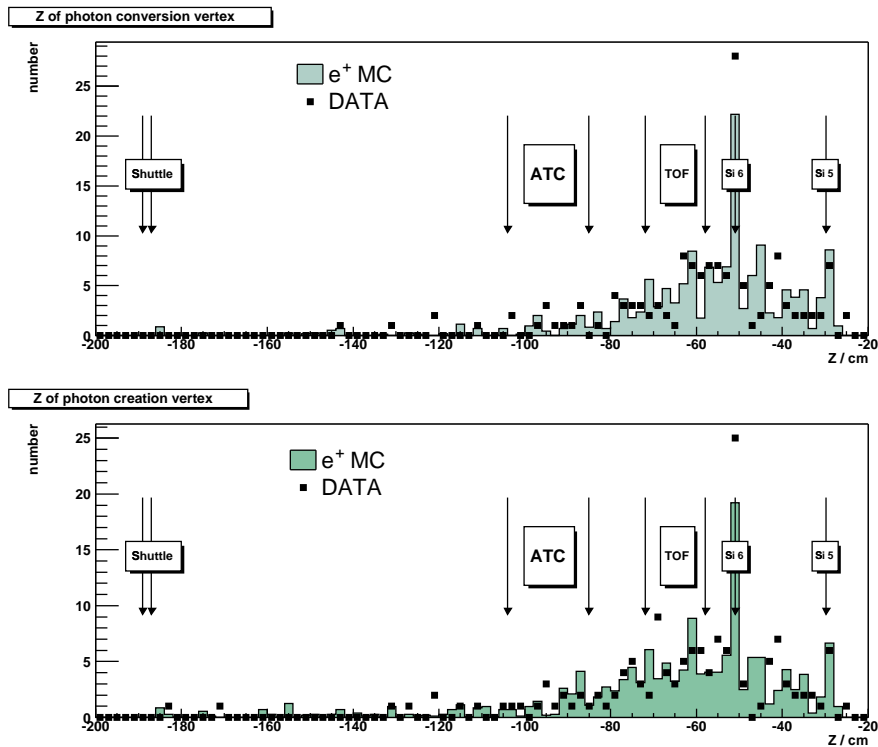 Z of photon conversion vertex
number
e+ MC
DATA
Shuttle
ATC
TOF
Si 6
Si 5
25
20
15
10
5
0
-200 -180 -160 -140 -120 -100 -80 -60 -40 -20
Z / cm
Z of photon creation vertex
number
e+ MC
DATA
Shuttle
ATC
TOF
Si 6
Si 5
25
20
15
10
5
0
-200 -180 -160 -140 -120 -100 -80 -60 -40 -20
Z / cm